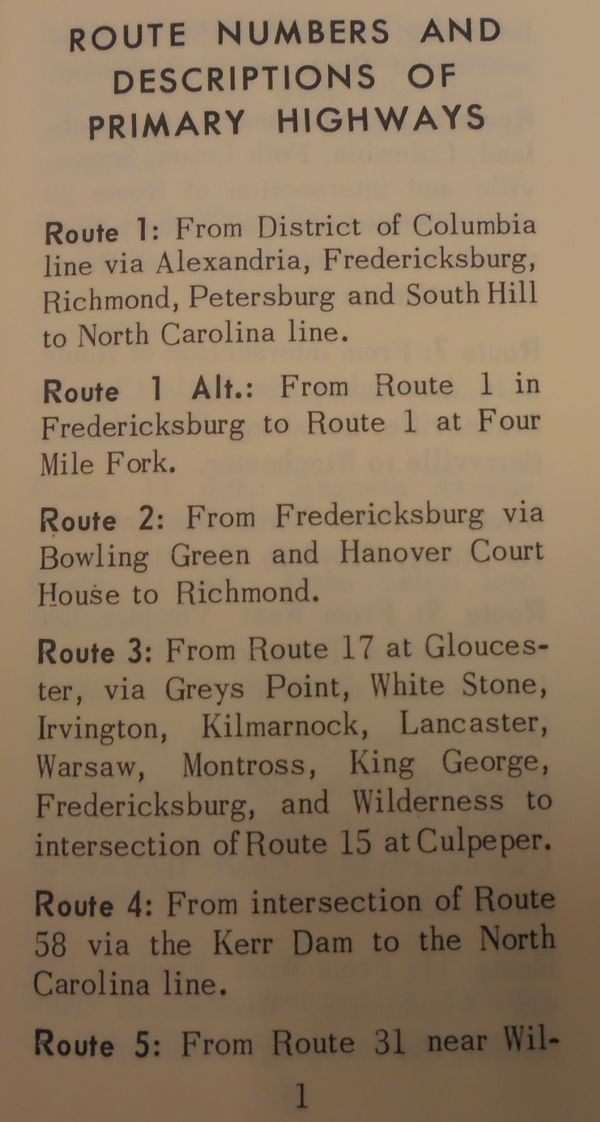 ROUTE NUMBERS AND
DESCRIPTIONS OF
PRIMARY HIGHWAYS
Route 1: From District of Columbia
line via Alexandria, Fredericksburg,
Richmond, Petersburg and South Hill
to North Carolina line.
Route 1 Alt.: From Route 1 in
Fredericksburg to Route 1 at Four
Mile Fork.
Route 2: From Fredericksburg via
Bowling Green and Hanover Court
House to Richmond.
Route 3: From Route 17 at Glouces-
ter, via Greys Point, White Stone,
Irvington, Kilmarnock, Lancaster,
Warsaw, Montross, King George,
Fredericksburg, and Wilderness to
intersection of Route 15 at Culpeper.
Route 4: From intersection of Route
58 via the Kerr Dam to the North
Carolina line.
Route 5: From Route 31 near Wil-
1